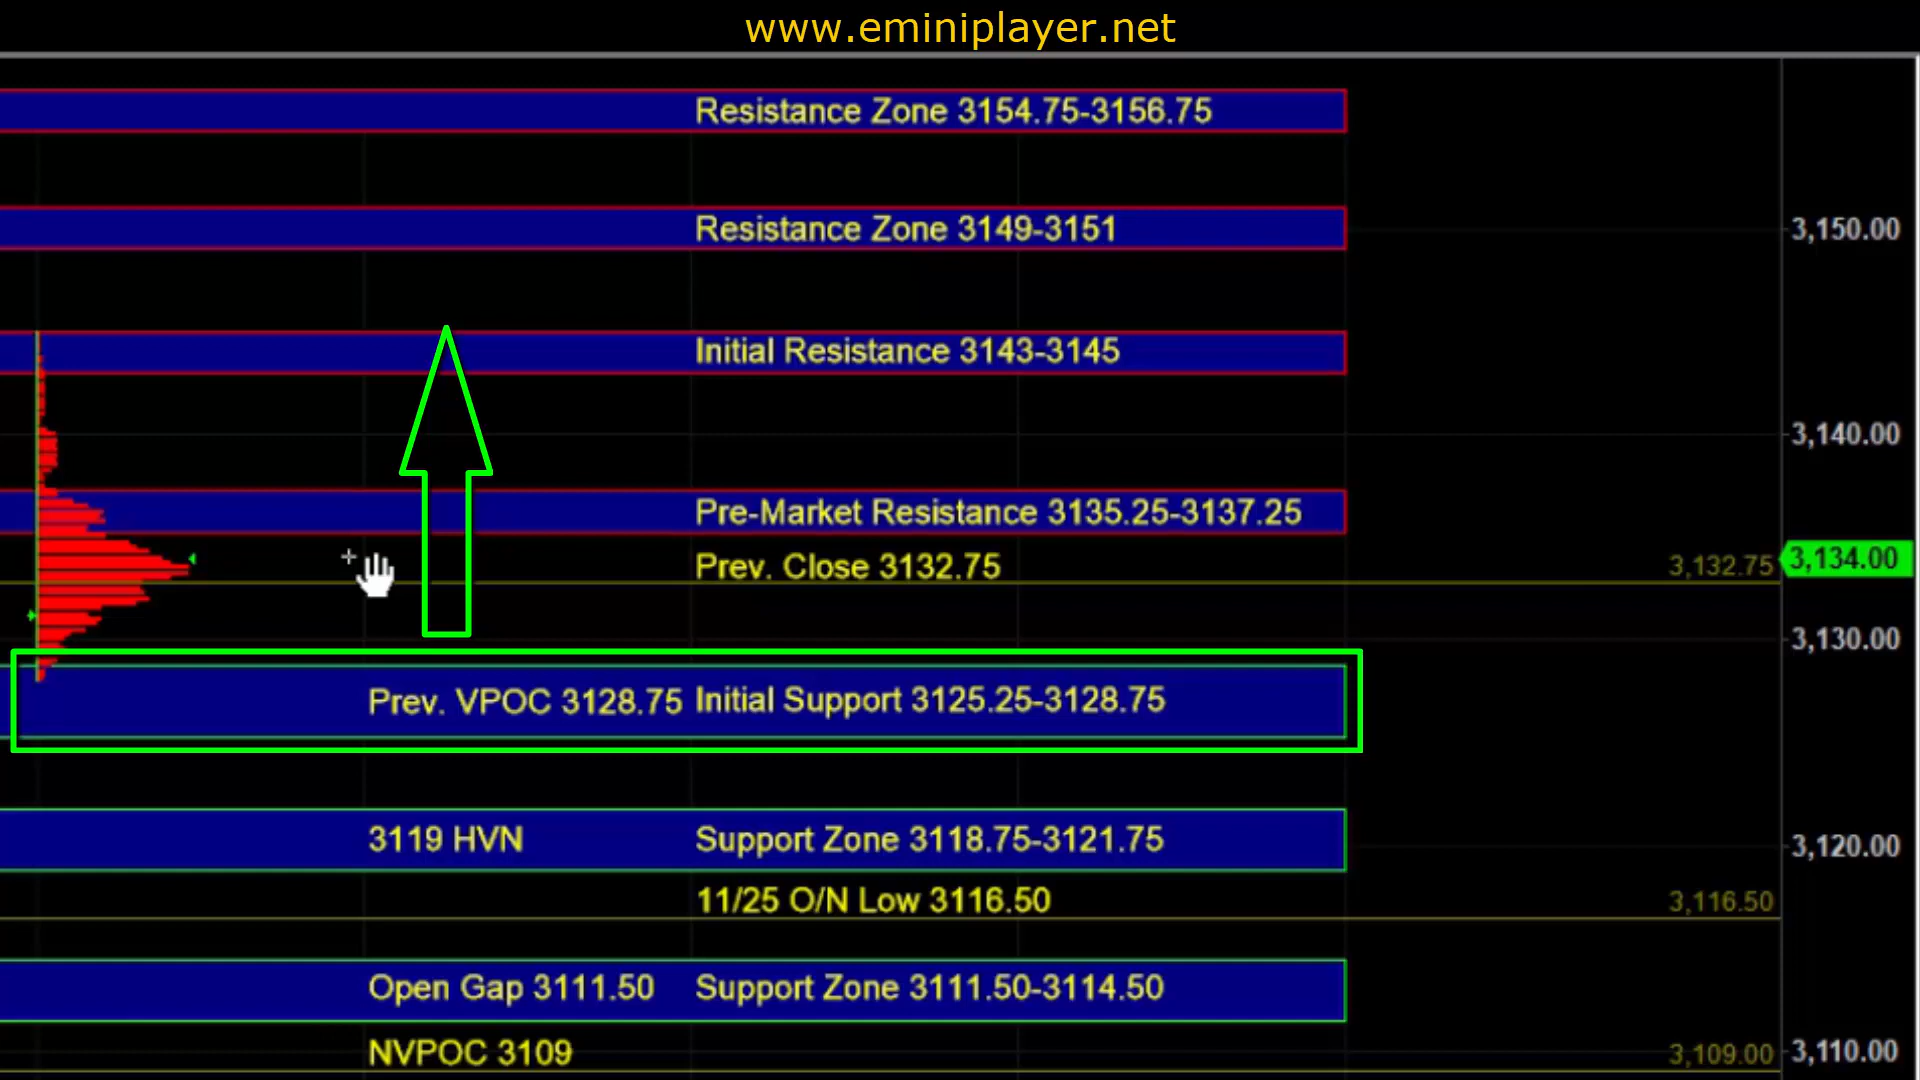 www.eminiplayer.net
Resistance Zone 3154.75-3156.75
Resistance Zone 3149-3151
3,150.00
Initial Resistance 3143-3145
3,140.00
Pre-Market Resistance 3135.25-3137.25
Prev. Close 3132.75
3,132.75
3,134.00
3,130.00
Prev. VPOC 3128.75 Initial Support 3125.25-3128.75
3119 HVN Support Zone 3118.75-3121.75
3,120.00
11/25 O/N Low 3116.50
3,116.50
Open Gap 3111.50 Support Zone 3111.50-3114.50
NVPOC 3109
3,109.00
3,110.00